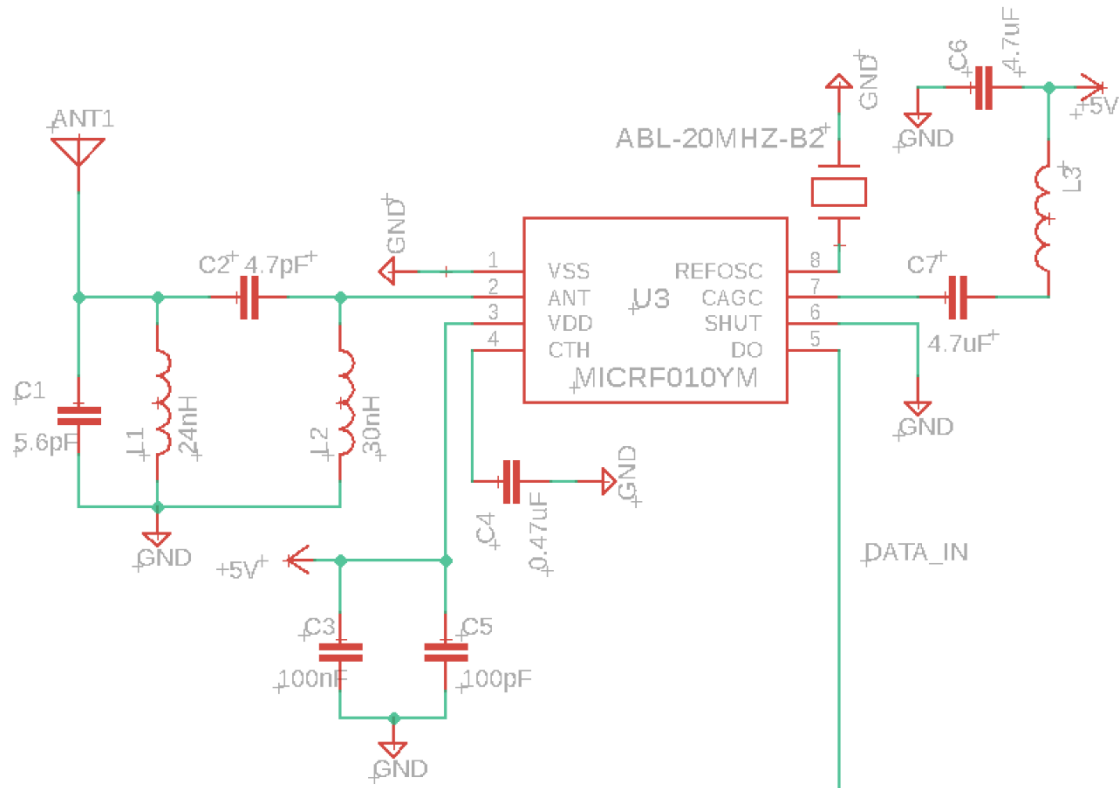 C6
4.7uF
GND
+5V
ANT1
ABL-20MHZ-B2
GND
L3
GND
C2
4.7pF
1
VSS
REFOSC
8
C7
2
ANT
U3
CAGC
7
3
VDD
SHUT
6
4
CTH
DO
5
4.7uF
MICRF010YM
C1
5.6pF
L1
24nH
L2
30nH
GND
GND
C4
0.47uF
GND
+5V
DATA_IN
C3
100nF
C5
100pF
GND